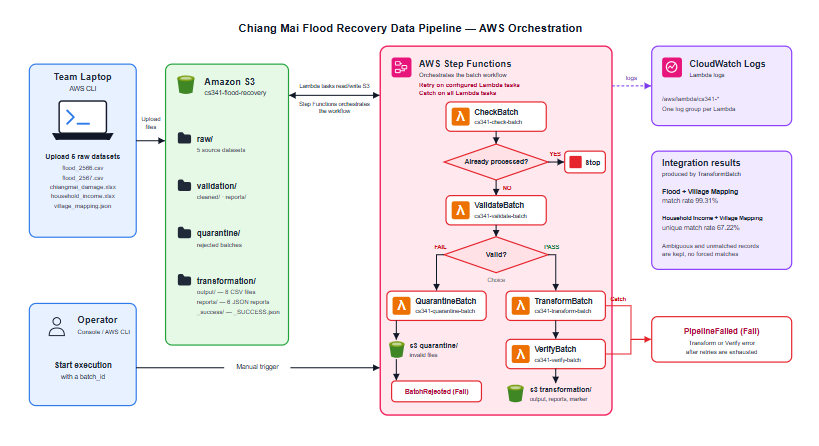 Chiang Mai Flood Recovery Data Pipeline — AWS Orchestration
Team Laptop
AWS CLI
Upload 5 raw datasets
flood_2566.csv
flood_2567.csv
chiangmai_damage.xlsx
household_income.xlsx
village_mapping.json
Upload
files
Operator
Console / AWS CLI
Start execution
with a batch_id
Manual trigger
Amazon S3
cs341-flood-recovery
raw/
5 source datasets
validation/
cleaned/ · reports/
quarantine/
rejected batches
transformation/
output/ — 6 CSV files
reports/ — 6 JSON reports
_success/ — _SUCCESS.json
Lambda tasks read/write S3
Step Functions orchestrates
the workflow
AWS Step Functions
Orchestrates the batch workflow
Retry on configured Lambda tasks
Catch on all Lambda tasks
CheckBatch
cs341-check-batch
Already processed?
YES
Stop
NO
ValidateBatch
cs341-validate-batch
Valid?
FAIL
PASS
Choice
QuarantineBatch
cs341-quarantine-batch
s3 quarantine/
invalid files
BatchRejected (Fail)
TransformBatch
cs341-transform-batch
VerifyBatch
cs341-verify-batch
s3 transformation/
output, reports, marker
Catch
logs
CloudWatch Logs
Lambda logs
/aws/lambda/cs341-*
One log group per Lambda
Integration results
produced by TransformBatch
Flood + Village Mapping
match rate 99.31%
Household Income + Village Mapping
unique match rate 67.22%
Ambiguous and unmatched records
are kept, no forced matches
PipelineFailed (Fail)
Transform or Verify error
after retries are exhausted